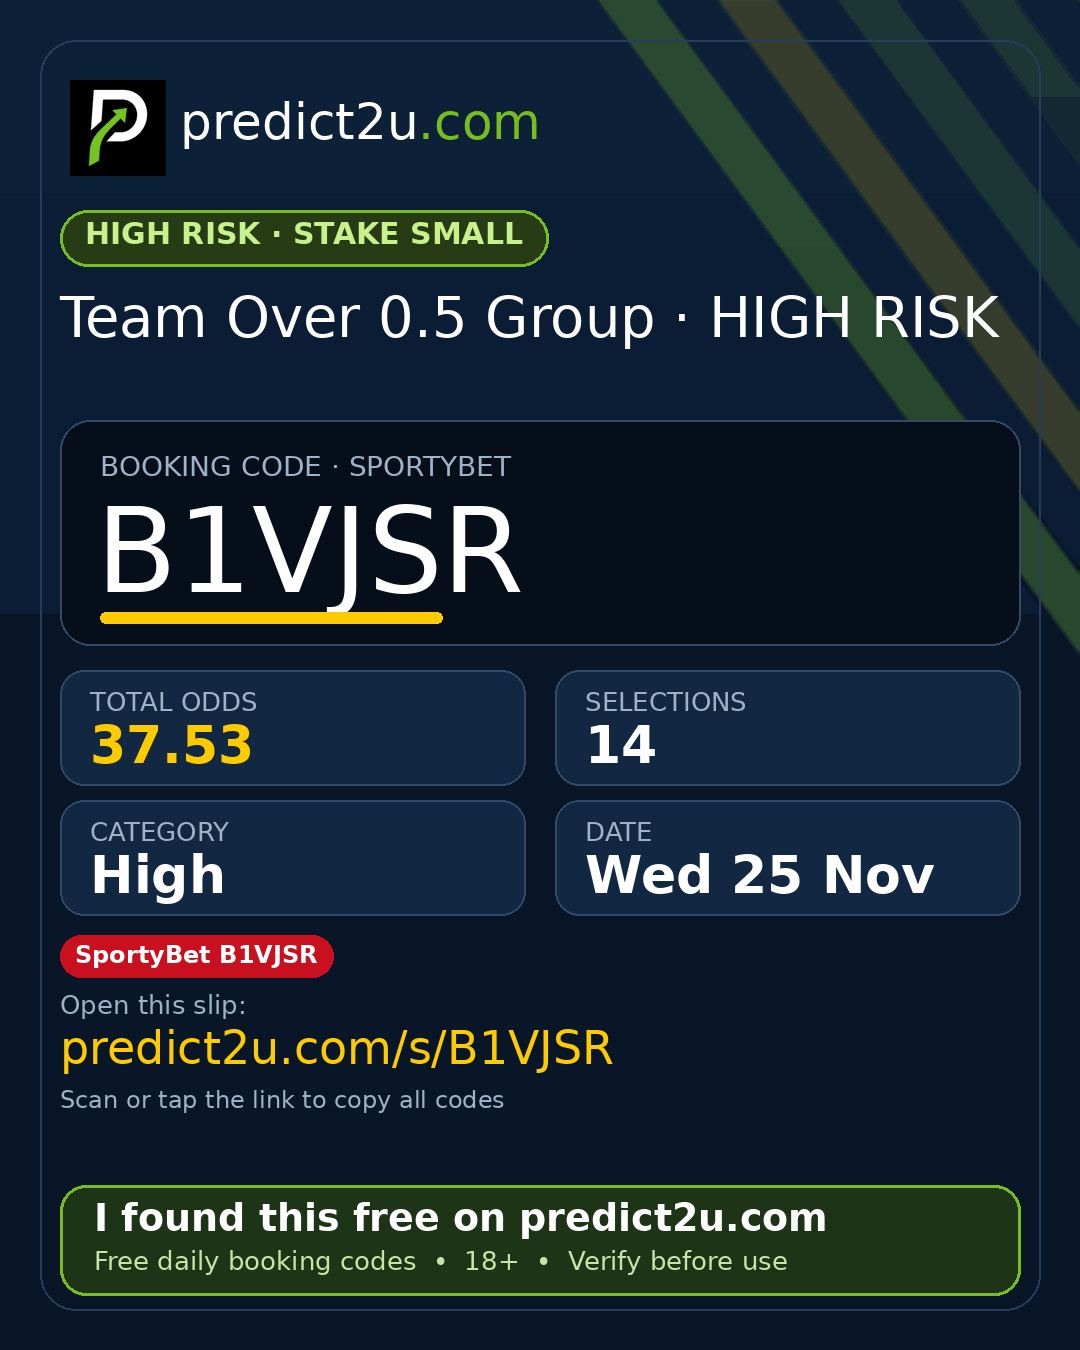 predict2u.com
HIGH RISK · STAKE SMALL
Team Over 0.5 Group · HIGH RISK
BOOKING CODE · SPORTYBET
B1VJSR
TOTAL ODDS
37.53
SELECTIONS
14
CATEGORY
High
DATE
Wed 25 Nov
SportyBet B1VJSR
Open this slip:
predict2u.com/s/B1VJSR
Scan or tap the link to copy all codes
I found this free on predict2u.com
Free daily booking codes • 18+ • Verify before use